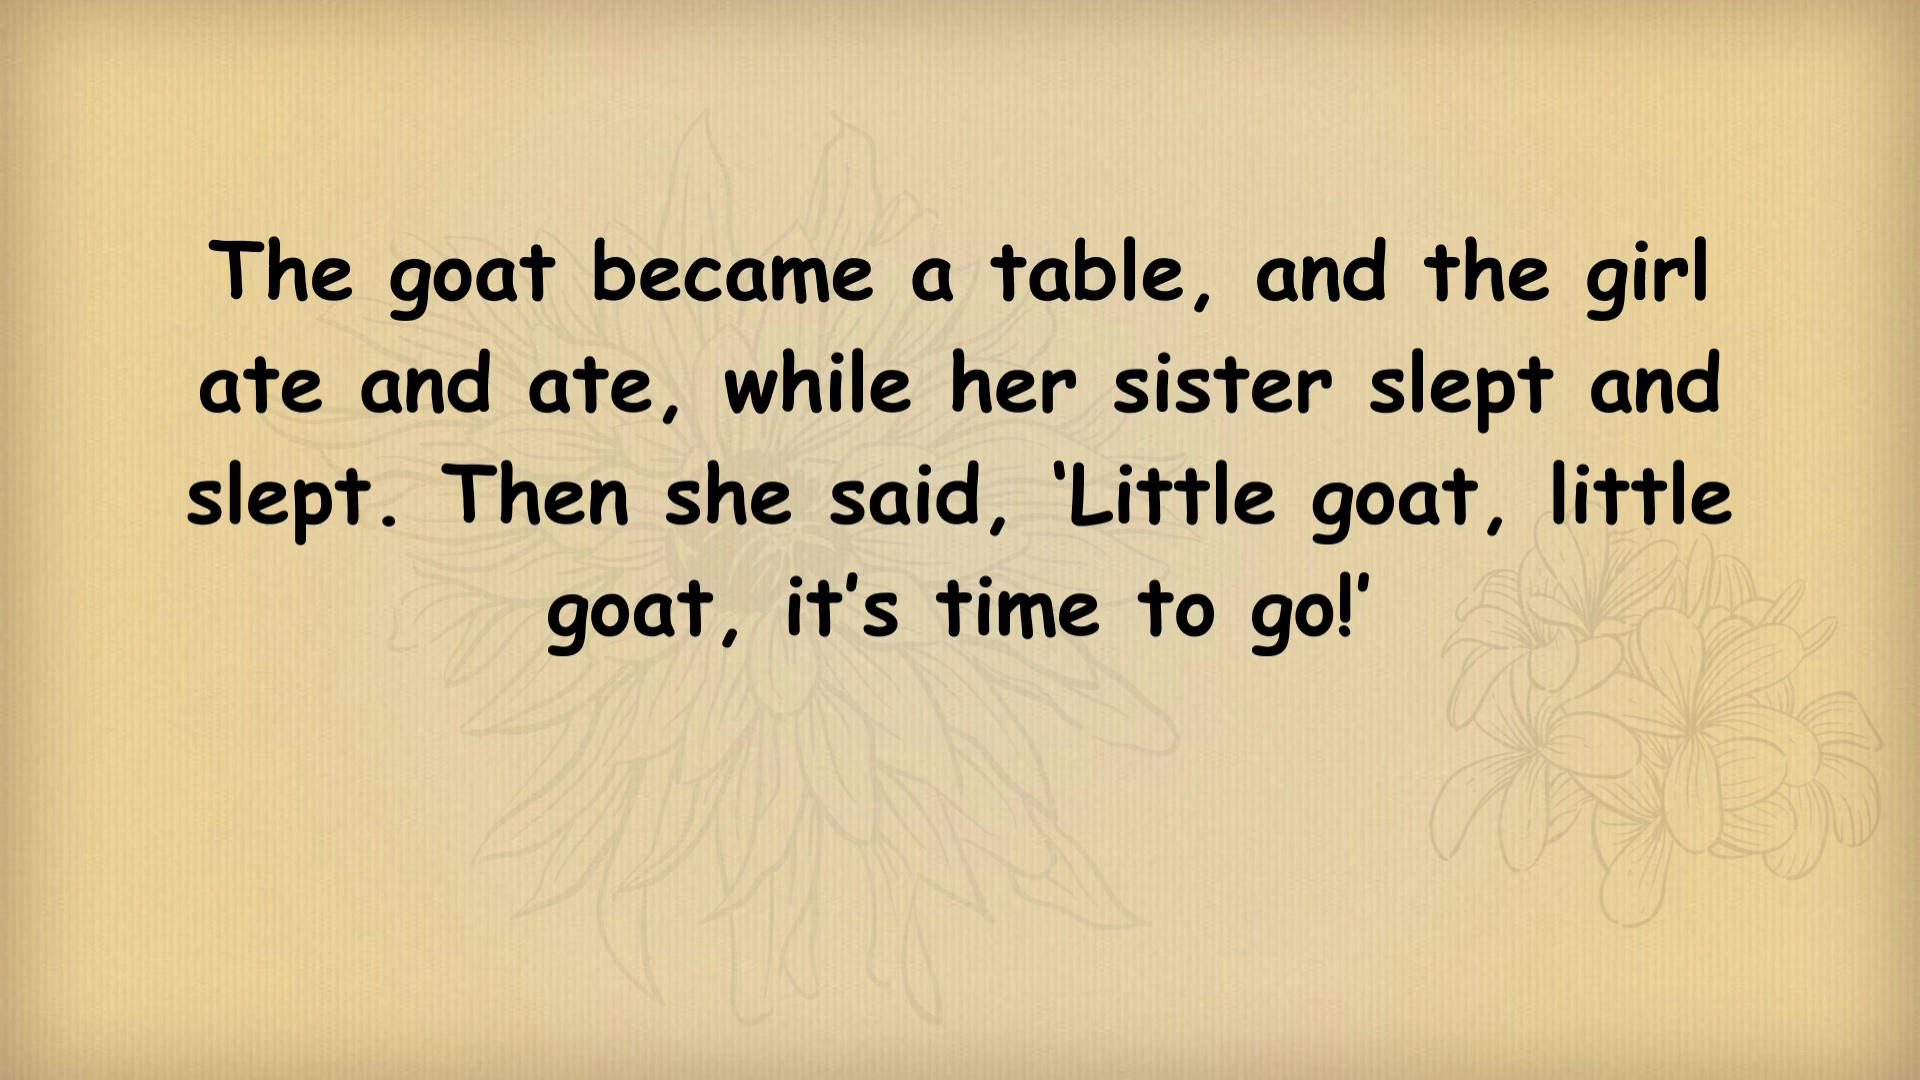 The goat became a table, and the girl
ate and ate, while her sister slept and
slept. Then she said, ‘Little goat, little
goat, it’s time to go!’